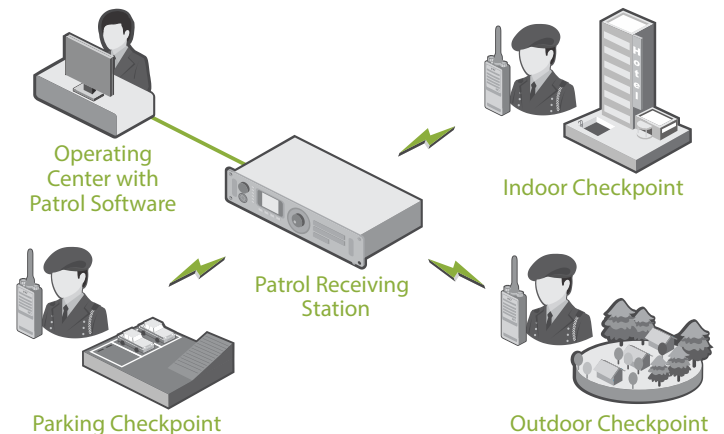 Operating
Center with
Patrol Software
Hotel
Indoor Checkpoint
Patrol Receiving
Station
Parking Checkpoint
Outdoor Checkpoint